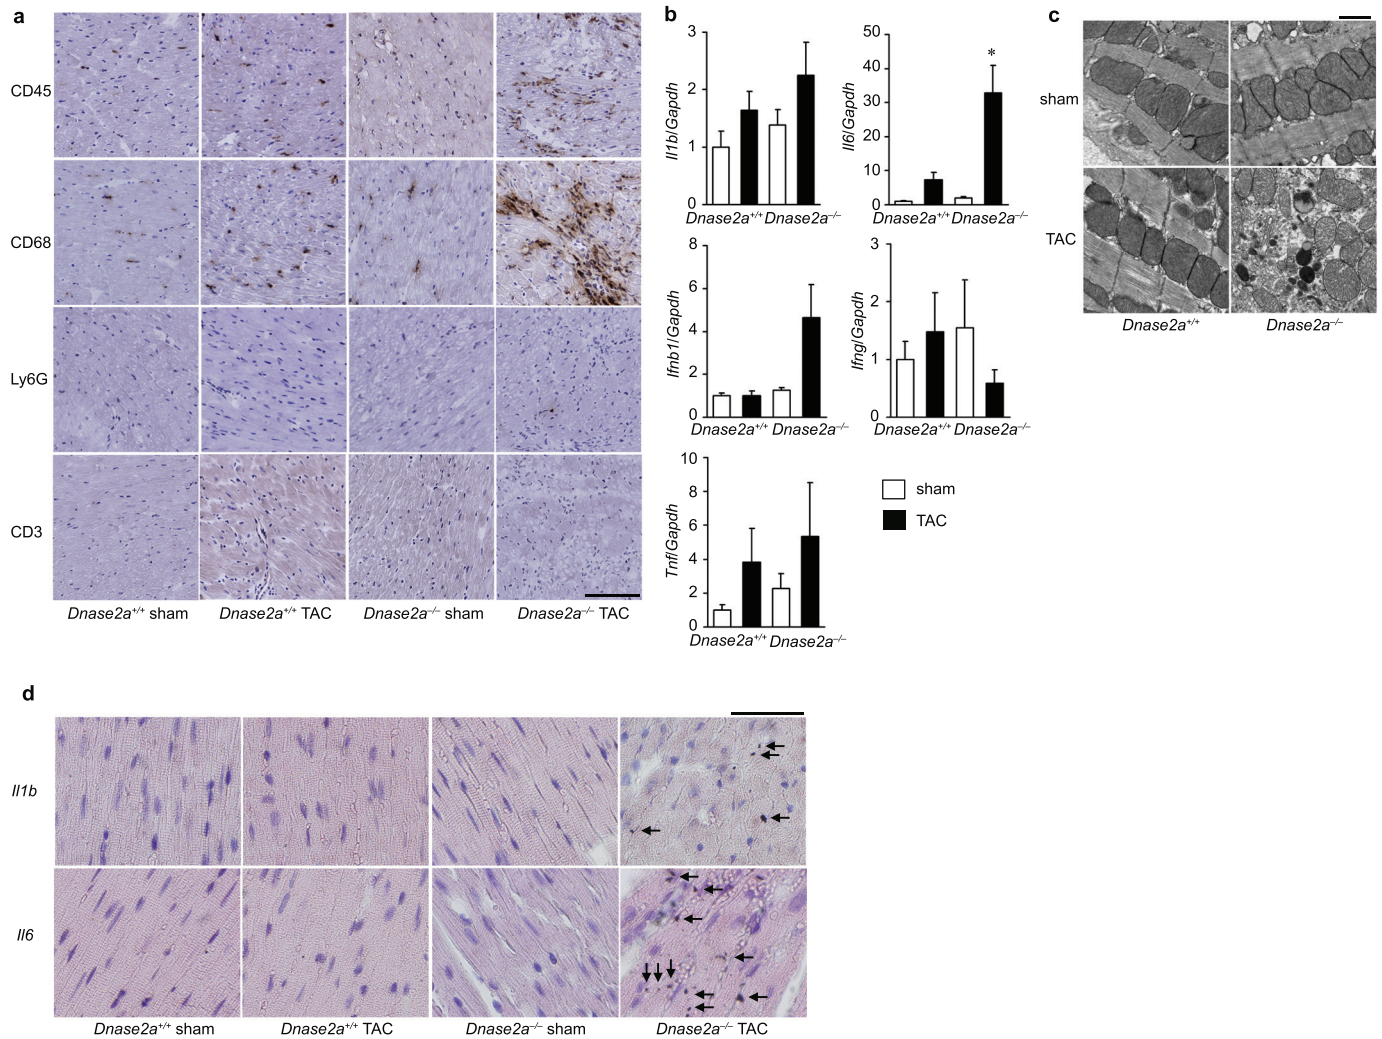 a
CD45
CD68
Ly6G
CD3
Dnase2a+/+ sham
Dnase2a+/+ TAC
Dnase2a–/– sham
Dnase2a–/– TAC
b
Il1b/Gapdh
3
2
1
0
Dnase2a+/+ Dnase2a–/–
Il6/Gapdh
50
40
30
20
10
0
*
Dnase2a+/+ Dnase2a–/–
Ifnb1/Gapdh
8
6
4
2
0
Dnase2a+/+ Dnase2a–/–
Ifng/Gapdh
3
2
1
0
Dnase2a+/+ Dnase2a–/–
Tnf/Gapdh
10
8
6
4
2
0
Dnase2a+/+ Dnase2a–/–
sham
TAC
c
sham
TAC
Dnase2a+/+
Dnase2a–/–
d
Il1b
Il6
Dnase2a+/+ sham
Dnase2a+/+ TAC
Dnase2a–/– sham
Dnase2a–/– TAC